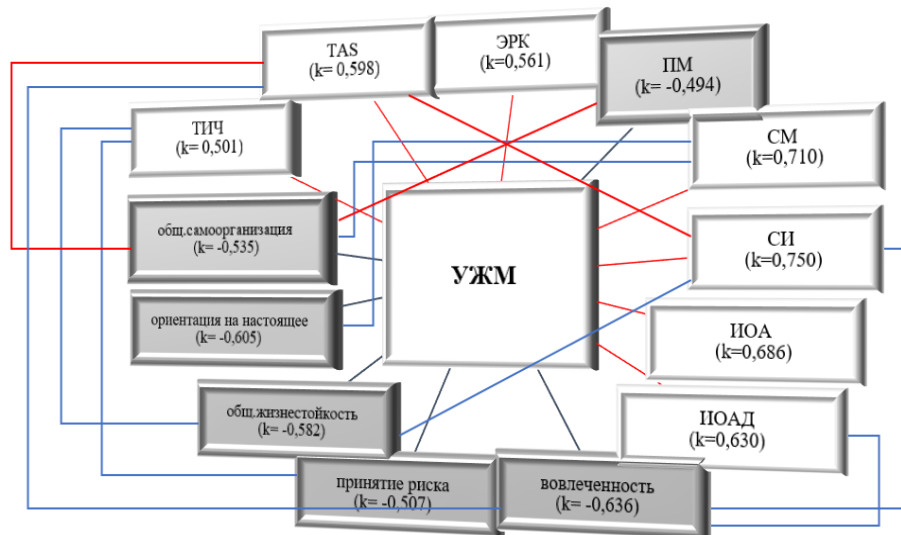 TAS
(k= 0,598)
ЭРК
(k=0,561)
ПМ
(k= -0,494)
ТИЧ
(k= 0,501)
СМ
(k=0,710)
общ.самоорганизация
(k= -0,535)
СИ
(k=0,750)
УЖМ
ориентация на настоящее
(k= -0,605)
ИОА
(k=0,686)
общ.жизнестойкость
(k= -0,582)
ИОАД
(k=0,630)
принятие риска
(k= -0,507)
вовлеченность
(k= -0,636)